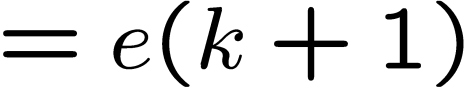 = e(k + 1)